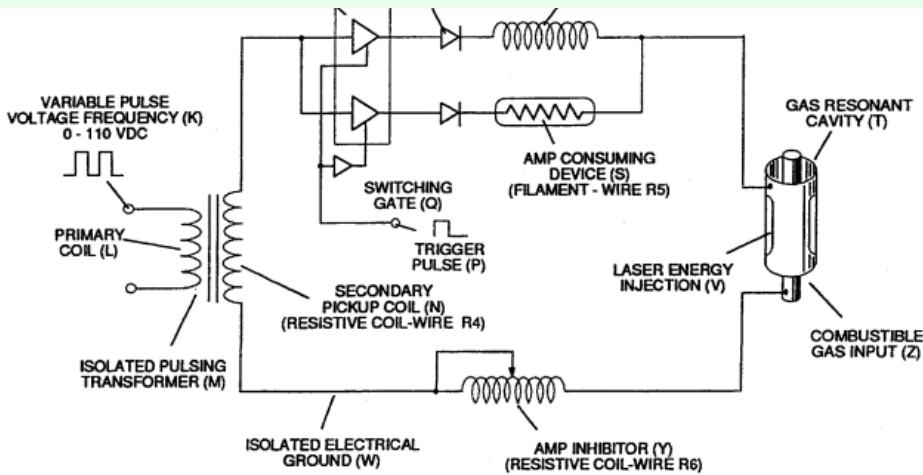 VARIABLE PULSE
VOLTAGE FREQUENCY (K)
0 - 110 VDC
PRIMARY
COIL (L)
ISOLATED PULSING
TRANSFORMER (M)
SECONDARY
PICKUP COIL (N)
(RESISTIVE COIL-WIRE R4)
SWITCHING
GATE (Q)
TRIGGER
PULSE (P)
AMP CONSUMING
DEVICE (S)
(FILAMENT - WIRE R5)
GAS RESONANT
CAVITY (T)
LASER ENERGY
INJECTION (V)
COMBUSTIBLE
GAS INPUT (Z)
ISOLATED ELECTRICAL
GROUND (W)
AMP INHIBITOR (Y)
(RESISTIVE COIL-WIRE R6)